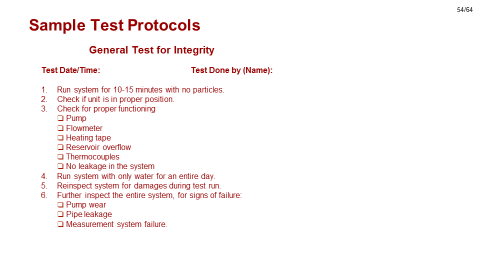 54/64
Sample Test Protocols
General Test for Integrity
Test Date/Time: Test Done by (Name):
1. Run system for 10-15 minutes with no particles.
2. Check if unit is in proper position.
3. Check for proper functioning
❑ Pump
❑ Flowmeter
❑ Heating tape
❑ Reservoir overflow
❑ Thermocouples
❑ No leakage in the system
4. Run system with only water for an entire day.
5. Reinspect system for damages during test run.
6. Further inspect the entire system, for signs of failure:
❑ Pump wear
❑ Pipe leakage
❑ Measurement system failure.